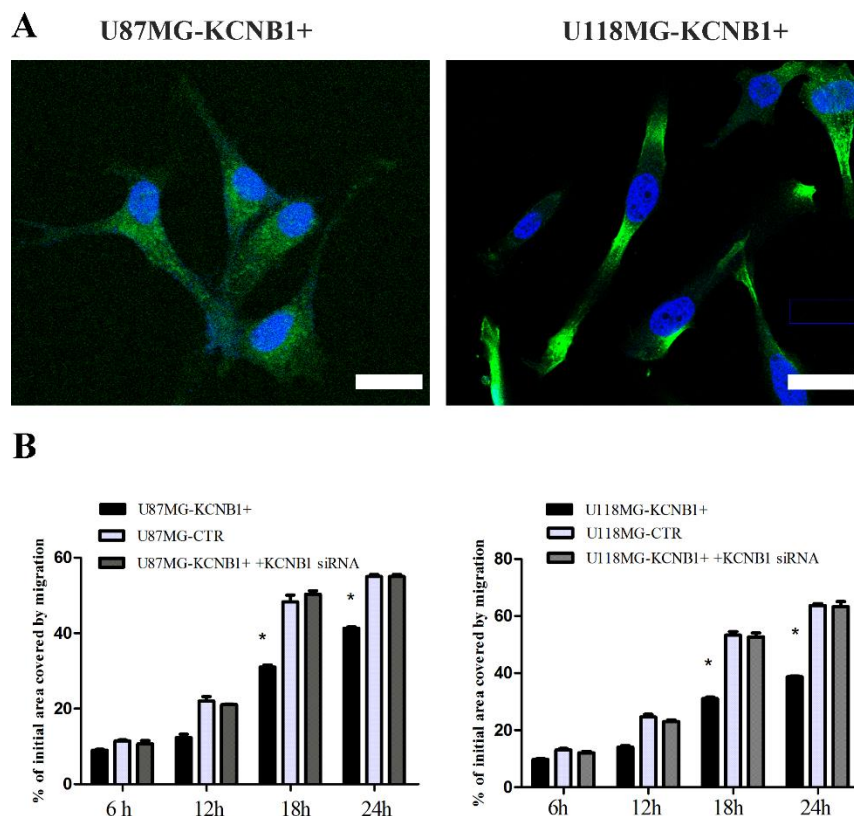 A
U87MG-KCNB1+
U118MG-KCNB1+
B
U87MG-KCNB1+
U87MG-CTR
U87MG-KCNB1+ +KCNB1 siRNA
% of initial area covered by migration
60
40
20
0
*
*
6 h
12h
18h
24h
U118MG-KCNB1+
U118MG-CTR
U118MG-KCNB1+ +KCNB1 siRNA
% of initial area covered by migration
80
60
40
20
0
*
*
6h
12h
18h
24h